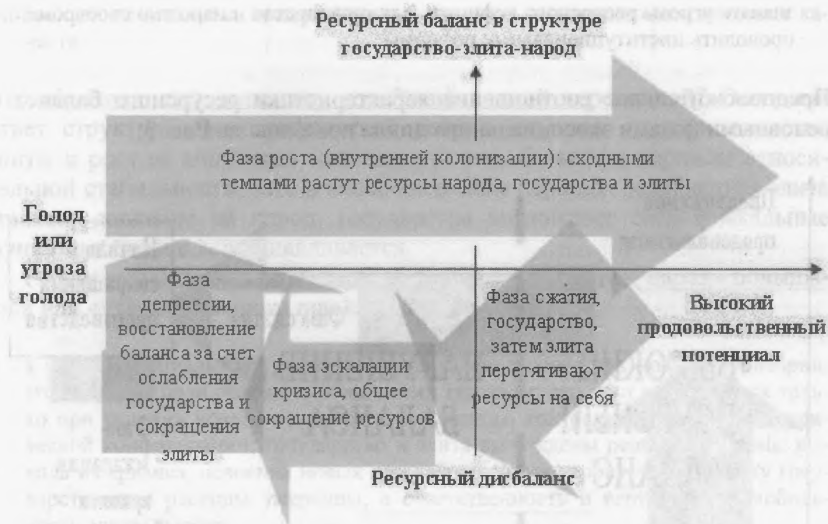 Ресурсный баланс в структуре
государство-элита-народ
Фаза роста (внутренней колонизации): сходными
темпами растут ресурсы народа, государства и элиты
Голод
или
угроза
голода
Фаза
депрессии,
восстановление
баланса за счет
ослабления
государства и
сокращения
элиты
Фаза эскалации
кризиса, общее
сокращение ресурсов
Фаза сжатия,
государство,
затем элита
перетягивают
ресурсы на себя
Высокий
продовольственный
потенциал
Ресурсный дисбаланс